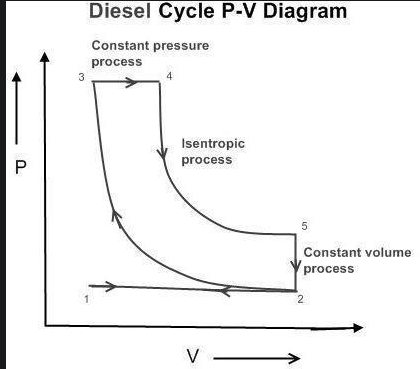 Diesel Cycle P-V Diagram
Constant pressure
process
3
4
Isentropic
process
P
5
Constant volume
process
1
2
V